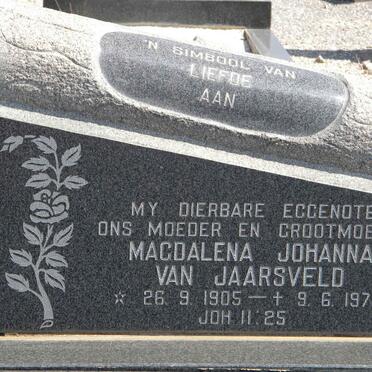 'N SIMBOOL VAN
LIEFDE
AAN
MY DIERBARE EGGENOTE
ONS MOEDER EN GROOTMOE
MAGDALENA JOHANNA
VAN JAARSVELD
☆ 26. 9. 1905 — † 9. 6. 197
JOH 11:25